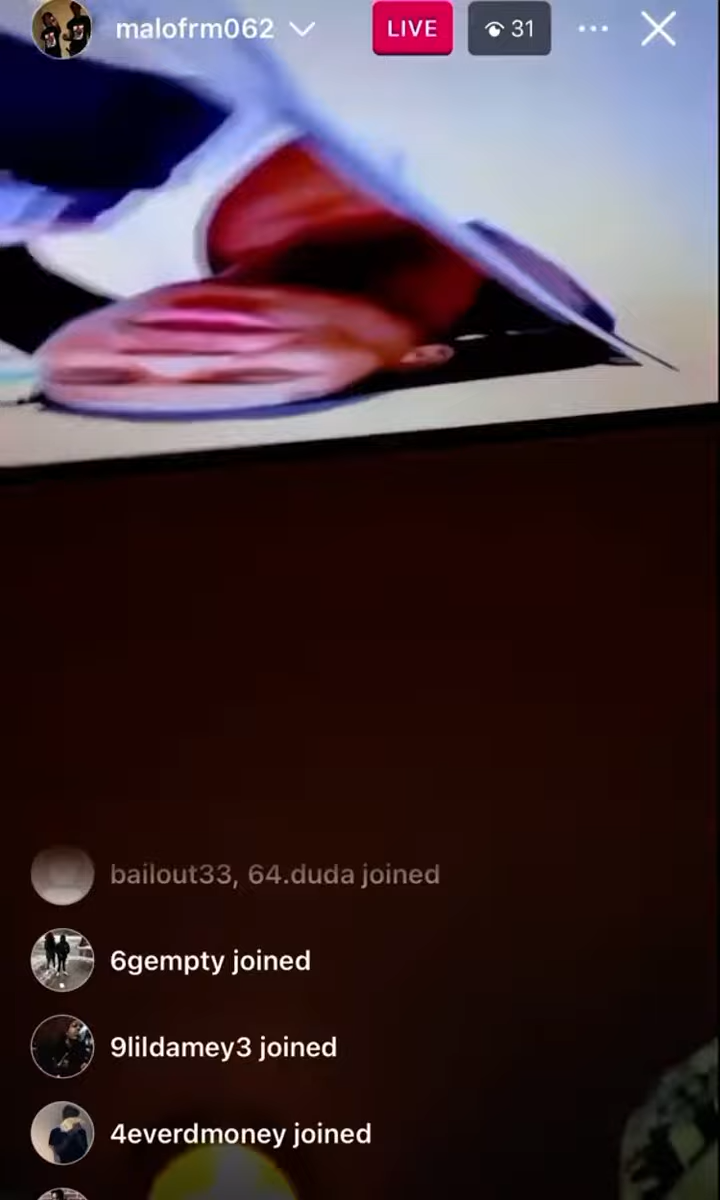 malofrm062
LIVE
31
bailout33, 64.duda joined
6gempty joined
9lildamey3 joined
4everdmoney joined